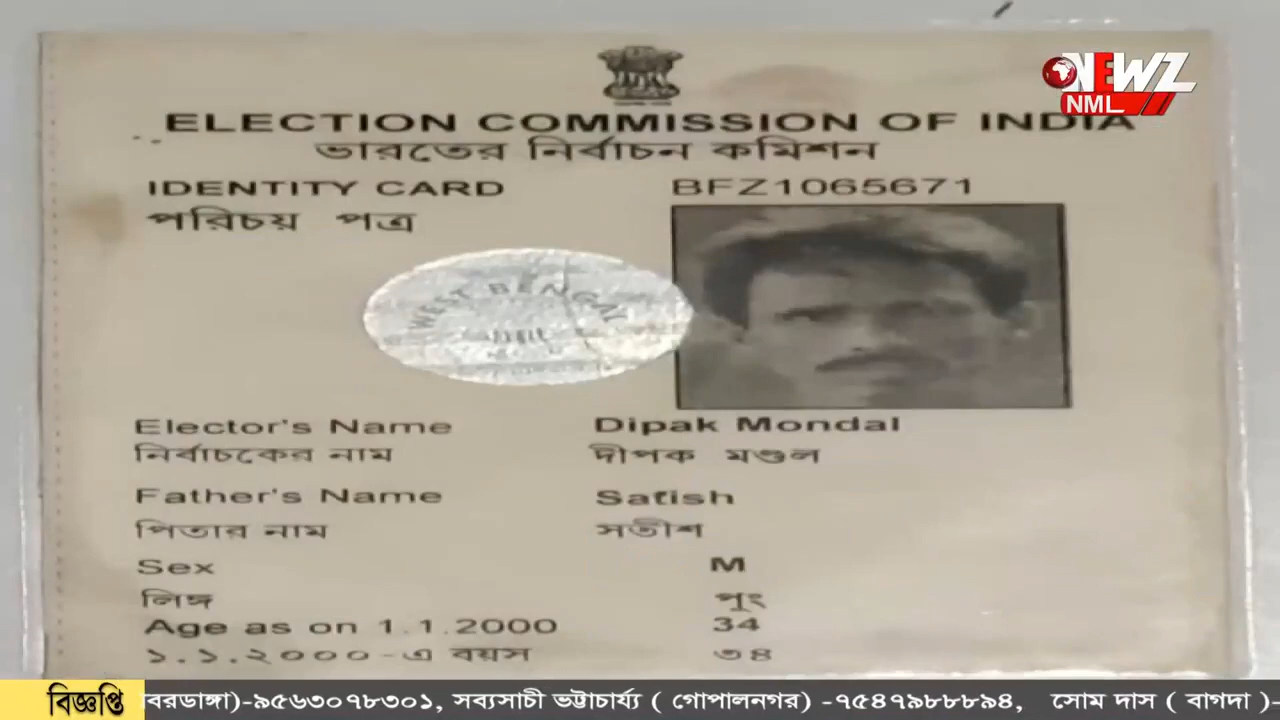 NEWZ
NML
ELECTION COMMISSION OF INDIA
ভারতের নির্বাচন কমিশন
IDENTITY CARD BFZ1065671
পরিচয় পত্র
WEST BENGAL
Elector's Name Dipak Mondal
নির্বাচকের নাম দীপক মণ্ডল
Father's Name Satish
পিতার নাম সতীশ
Sex M
লিঙ্গ পুং
Age as on 1.1.2000 34
১.১.২০০০-এ বয়স ৩৪
বিজ্ঞপ্তি বরডাঙ্গা)-৯৫৬৩০৭৮৩০১, সব্যসাচী ভট্টাচার্য্য ( গোপালনগর) -৭৫৪৭৯৮৮৮৯৪, সোম দাস ( বাগদা )-